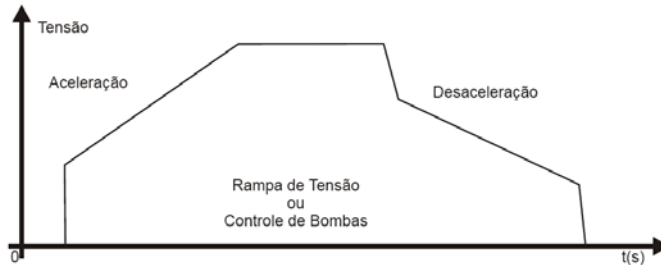 Tensão
Aceleração
Desaceleração
Rampa de Tensão
ou
Controle de Bombas
0
t(s)